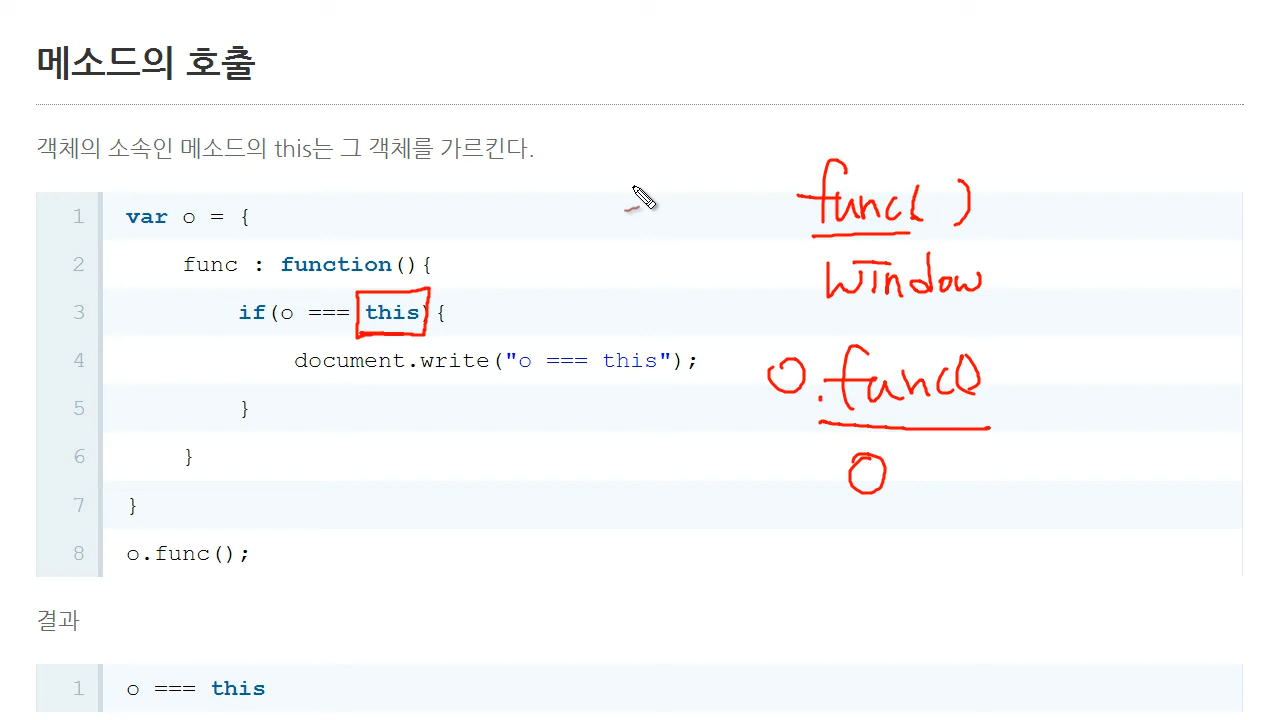 메소드의 호출
객체의 소속인 메소드의 this는 그 객체를 가르킨다.
1 var o = {
2 func : function(){
3 if(o === this){
4 document.write("o === this");
5 }
6 }
7 }
8 o.func();
func( )
window
o.func()
o
결과
1 o === this